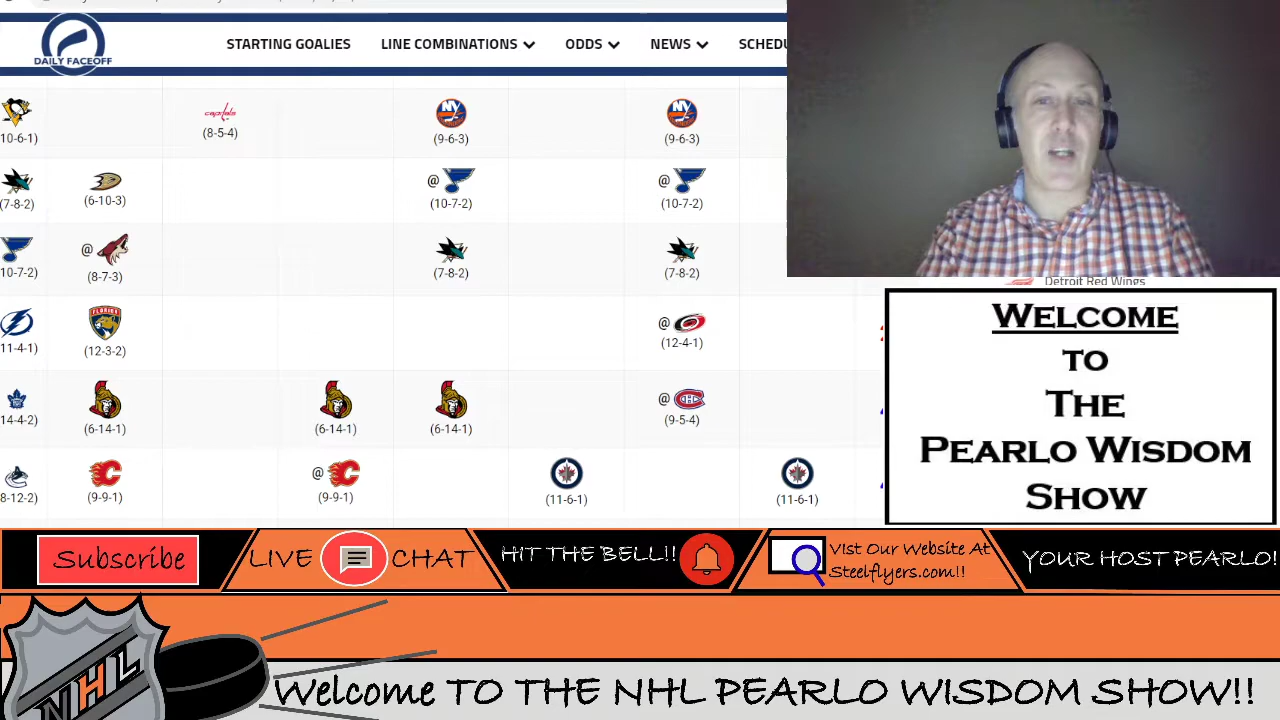 STARTING GOALIES LINE COMBINATIONS ODDS NEWS SCHEDU
DAILY FACEOFF
capitals NY NY
10-6-1) (8-5-4) (9-6-3) (9-6-3)
@ @
(7-8-2) (6-10-3) (10-7-2) (10-7-2)
@
10-7-2) (8-7-3) (7-8-2) (7-8-2)
Detroit Red Wings
FLORIDA @
11-4-1) (12-3-2) (12-4-1)
@
14-4-2) (6-14-1) (6-14-1) (6-14-1) (9-5-4)
@
8-12-2) (9-9-1) (9-9-1) (11-6-1) (11-6-1)
WELCOME
TO
THE
PEARLO WISDOM
SHOW
Subscribe LIVE CHAT HIT THE BELL!! VIST OUR WEBSITE AT
STEELFLYERS.COM!!
YOUR HOST PEARLO!
NHL
Welcome TO THE NHL PEARLO WISDOM SHOW!!